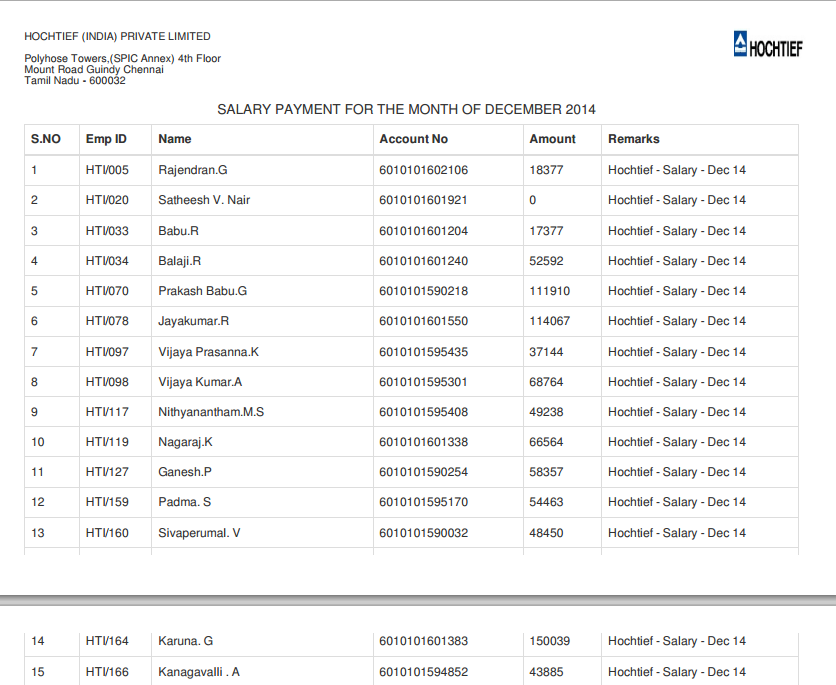 HOCHTIEF (INDIA) PRIVATE LIMITED
HOCHTIEF
Polyhose Towers,(SPIC Annex) 4th Floor
Mount Road Guindy Chennai
Tamil Nadu - 600032
SALARY PAYMENT FOR THE MONTH OF DECEMBER 2014
S.NO Emp ID Name Account No Amount Remarks
1 HTI/005 Rajendran.G 6010101602106 18377 Hochtief - Salary - Dec 14
2 HTI/020 Satheesh V. Nair 6010101601921 0 Hochtief - Salary - Dec 14
3 HTI/033 Babu.R 6010101601204 17377 Hochtief - Salary - Dec 14
4 HTI/034 Balaji.R 6010101601240 52592 Hochtief - Salary - Dec 14
5 HTI/070 Prakash Babu.G 6010101590218 111910 Hochtief - Salary - Dec 14
6 HTI/078 Jayakumar.R 6010101601550 114067 Hochtief - Salary - Dec 14
7 HTI/097 Vijaya Prasanna.K 6010101595435 37144 Hochtief - Salary - Dec 14
8 HTI/098 Vijaya Kumar.A 6010101595301 68764 Hochtief - Salary - Dec 14
9 HTI/117 Nithyanantham.M.S 6010101595408 49238 Hochtief - Salary - Dec 14
10 HTI/119 Nagaraj.K 6010101601338 66564 Hochtief - Salary - Dec 14
11 HTI/127 Ganesh.P 6010101590254 58357 Hochtief - Salary - Dec 14
12 HTI/159 Padma. S 6010101595170 54463 Hochtief - Salary - Dec 14
13 HTI/160 Sivaperumal. V 6010101590032 48450 Hochtief - Salary - Dec 14
14 HTI/164 Karuna. G 6010101601383 150039 Hochtief - Salary - Dec 14
15 HTI/166 Kanagavalli . A 6010101594852 43885 Hochtief - Salary - Dec 14